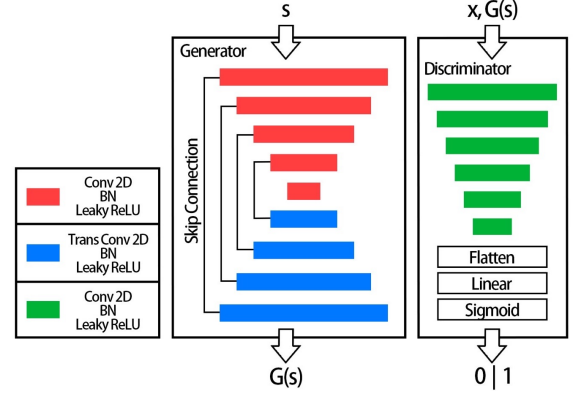 s
x, G(s)
Generator
Discriminator
Skip Connection
Conv 2D
BN
Leaky ReLU
Trans Conv 2D
BN
Leaky ReLU
Conv 2D
BN
Leaky ReLU
Flatten
Linear
Sigmoid
G(s)
0 | 1